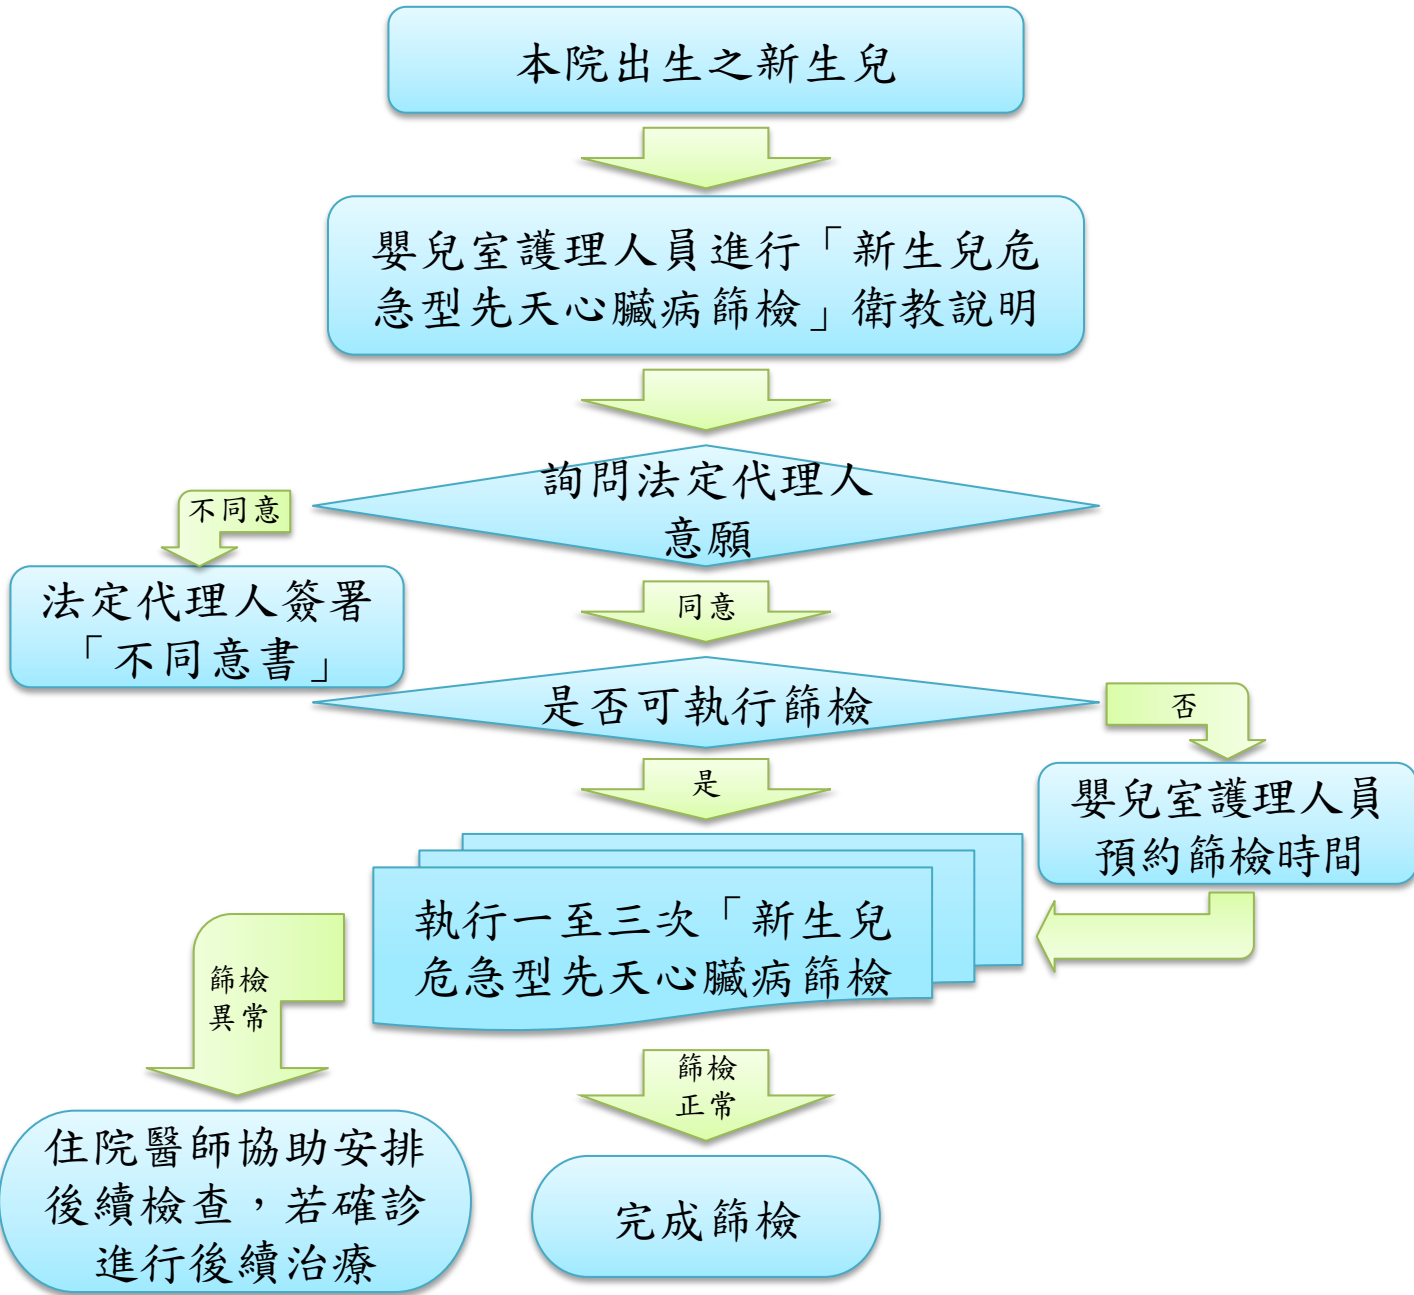 本院出生之新生兒
嬰兒室護理人員進行「新生兒危
急型先天心臟病篩檢」衛教說明
詢問法定代理人
意願
不同意
法定代理人簽署
「不同意書」
同意
是否可執行篩檢
否
是
嬰兒室護理人員
預約篩檢時間
執行一至三次「新生兒
危急型先天心臟病篩檢
篩檢
異常
篩檢
正常
住院醫師協助安排
後續檢查，若確診
進行後續治療
完成篩檢